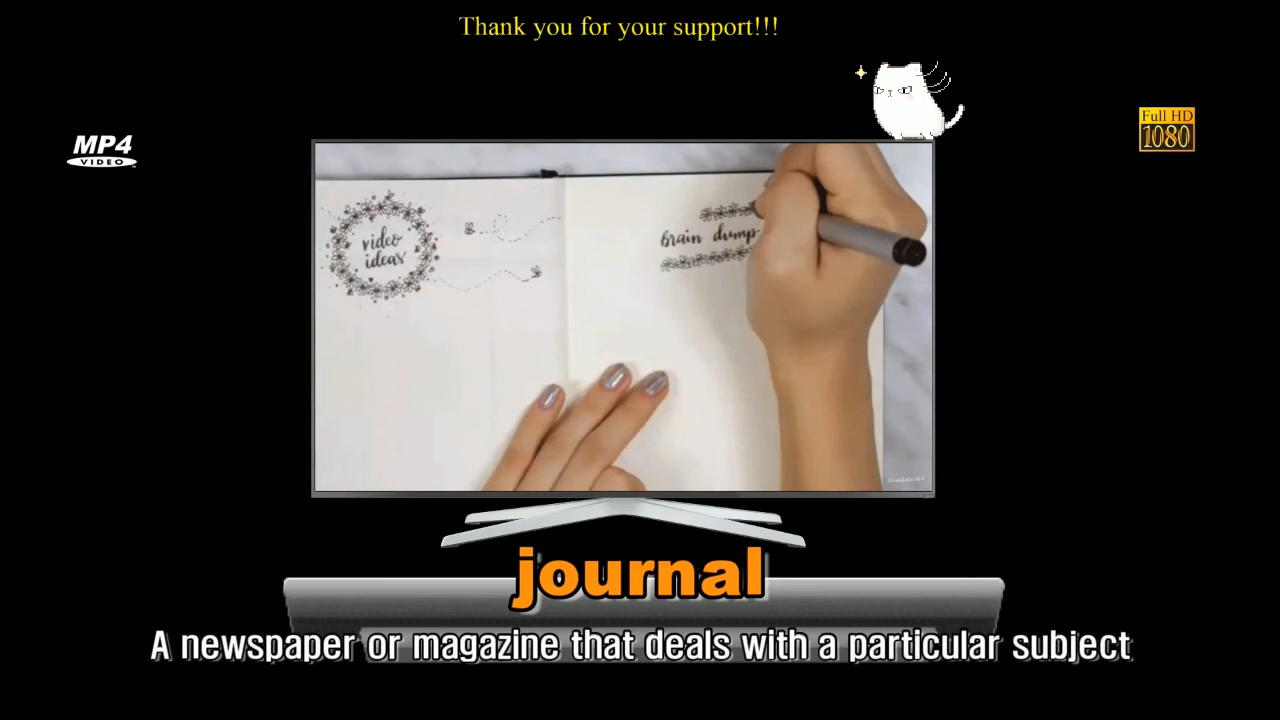 Thank you for your support!!!
MP4
VIDEO
Full HD
1080
video
ideas
brain dump
journal
A newspaper or magazine that deals with a particular subject